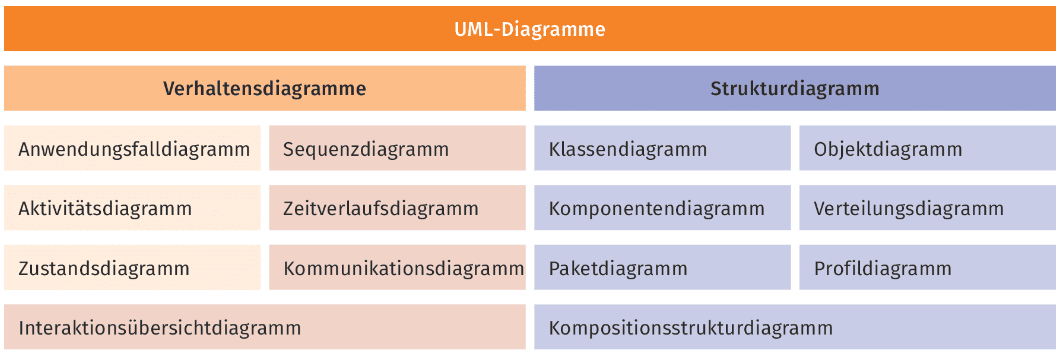 UML-Diagramme
Verhaltensdiagramme
Strukturdiagramm
Anwendungsfalldiagramm
Sequenzdiagramm
Klassendiagramm
Objektdiagramm
Aktivitätsdiagramm
Zeitverlaufsdiagramm
Komponentendiagramm
Verteilungsdiagramm
Zustandsdiagramm
Kommunikationsdiagramm
Paketdiagramm
Profildiagramm
Interaktionsübersichtdiagramm
Kompositionsstrukturdiagramm